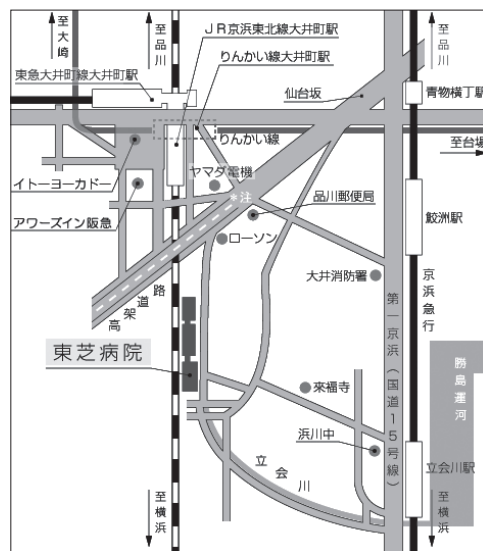 至大崎
至品川
JR京浜東北線大井町駅
りんかい線大井町駅
東急大井町線大井町駅
仙台坂
至品川
青物横丁駅
りんかい線
至台場
イトーヨーカドー
ヤマダ電機
アワーズイン阪急
*注
品川郵便局
鮫洲駅
ローソン
大井消防署
高架道路
京浜急行
第一京浜(国道15号線)
東芝病院
勝島運河
來福寺
浜川中
立会川
立会川駅
至横浜
至横浜